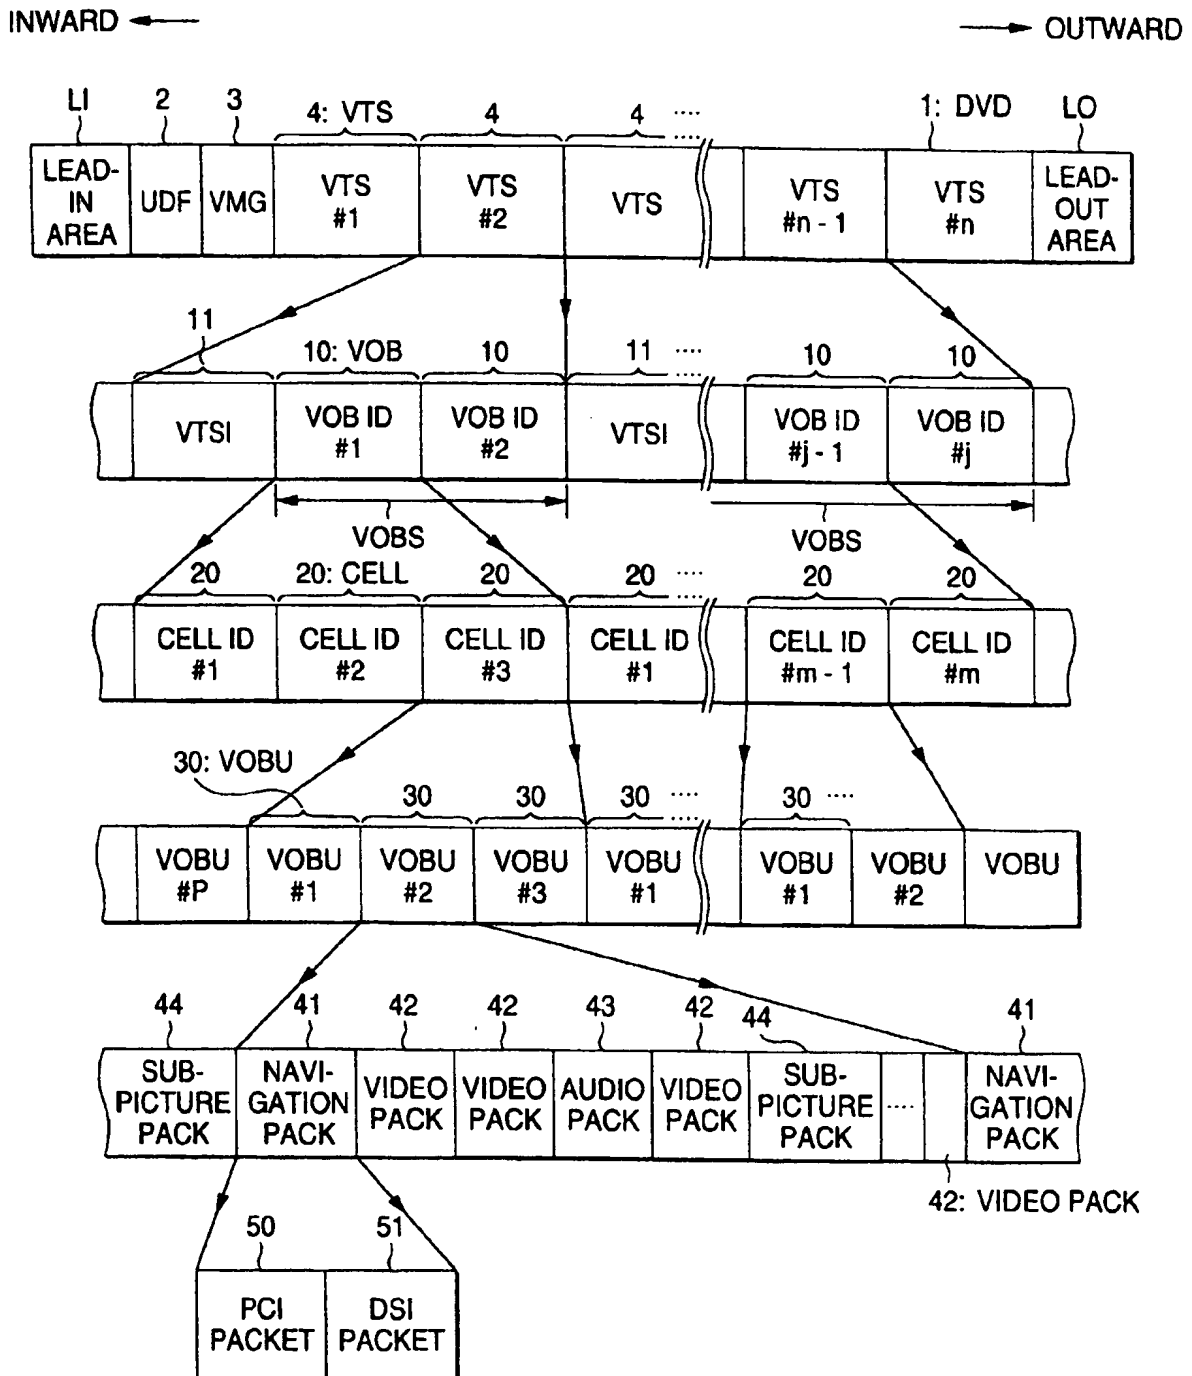 INWARD
OUTWARD
LI 2 3 4: VTS 4 4 ···· 1: DVD LO
····
LEAD-IN AREA UDF VMG VTS #1 VTS #2 VTS VTS #n - 1 VTS #n LEAD-OUT AREA
11 10: VOB 10 11 ···· 10 10
····
VTSI VOB ID #1 VOB ID #2 VTSI VOB ID #j - 1 VOB ID #j
VOBS VOBS
20 20: CELL 20 20 ···· 20 20
····
CELL ID #1 CELL ID #2 CELL ID #3 CELL ID #1 CELL ID #m - 1 CELL ID #m
30: VOBU 30 30 30 ···· 30 ····
····
VOBU #P VOBU #1 VOBU #2 VOBU #3 VOBU #1 VOBU #1 VOBU #2 VOBU
44 41 42 42 43 42 44 41
SUB-PICTURE PACK NAVI-GATION PACK VIDEO PACK VIDEO PACK AUDIO PACK VIDEO PACK SUB-PICTURE PACK ···· NAVI-GATION PACK
42: VIDEO PACK
50 51
PCI PACKET DSI PACKET